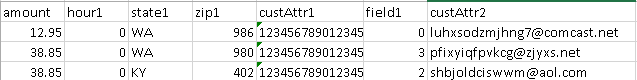 amount hour1 state1 zip1 custAttr1 field1 custAttr2
12.95 0 WA 986 123456789012345 0 luhxsodzmjhng7@comcast.net
38.85 0 WA 980 123456789012345 3 pfixyiqfpvkcg@zjyxs.net
38.85 0 KY 402 123456789012345 2 shbjoldciswwm@aol.com